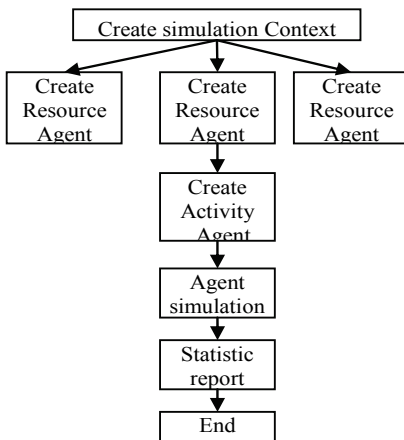 Create simulation Context
Create
Resource
Agent
Create
Resource
Agent
Create
Resource
Agent
Create
Activity
Agent
Agent
simulation
Statistic
report
End